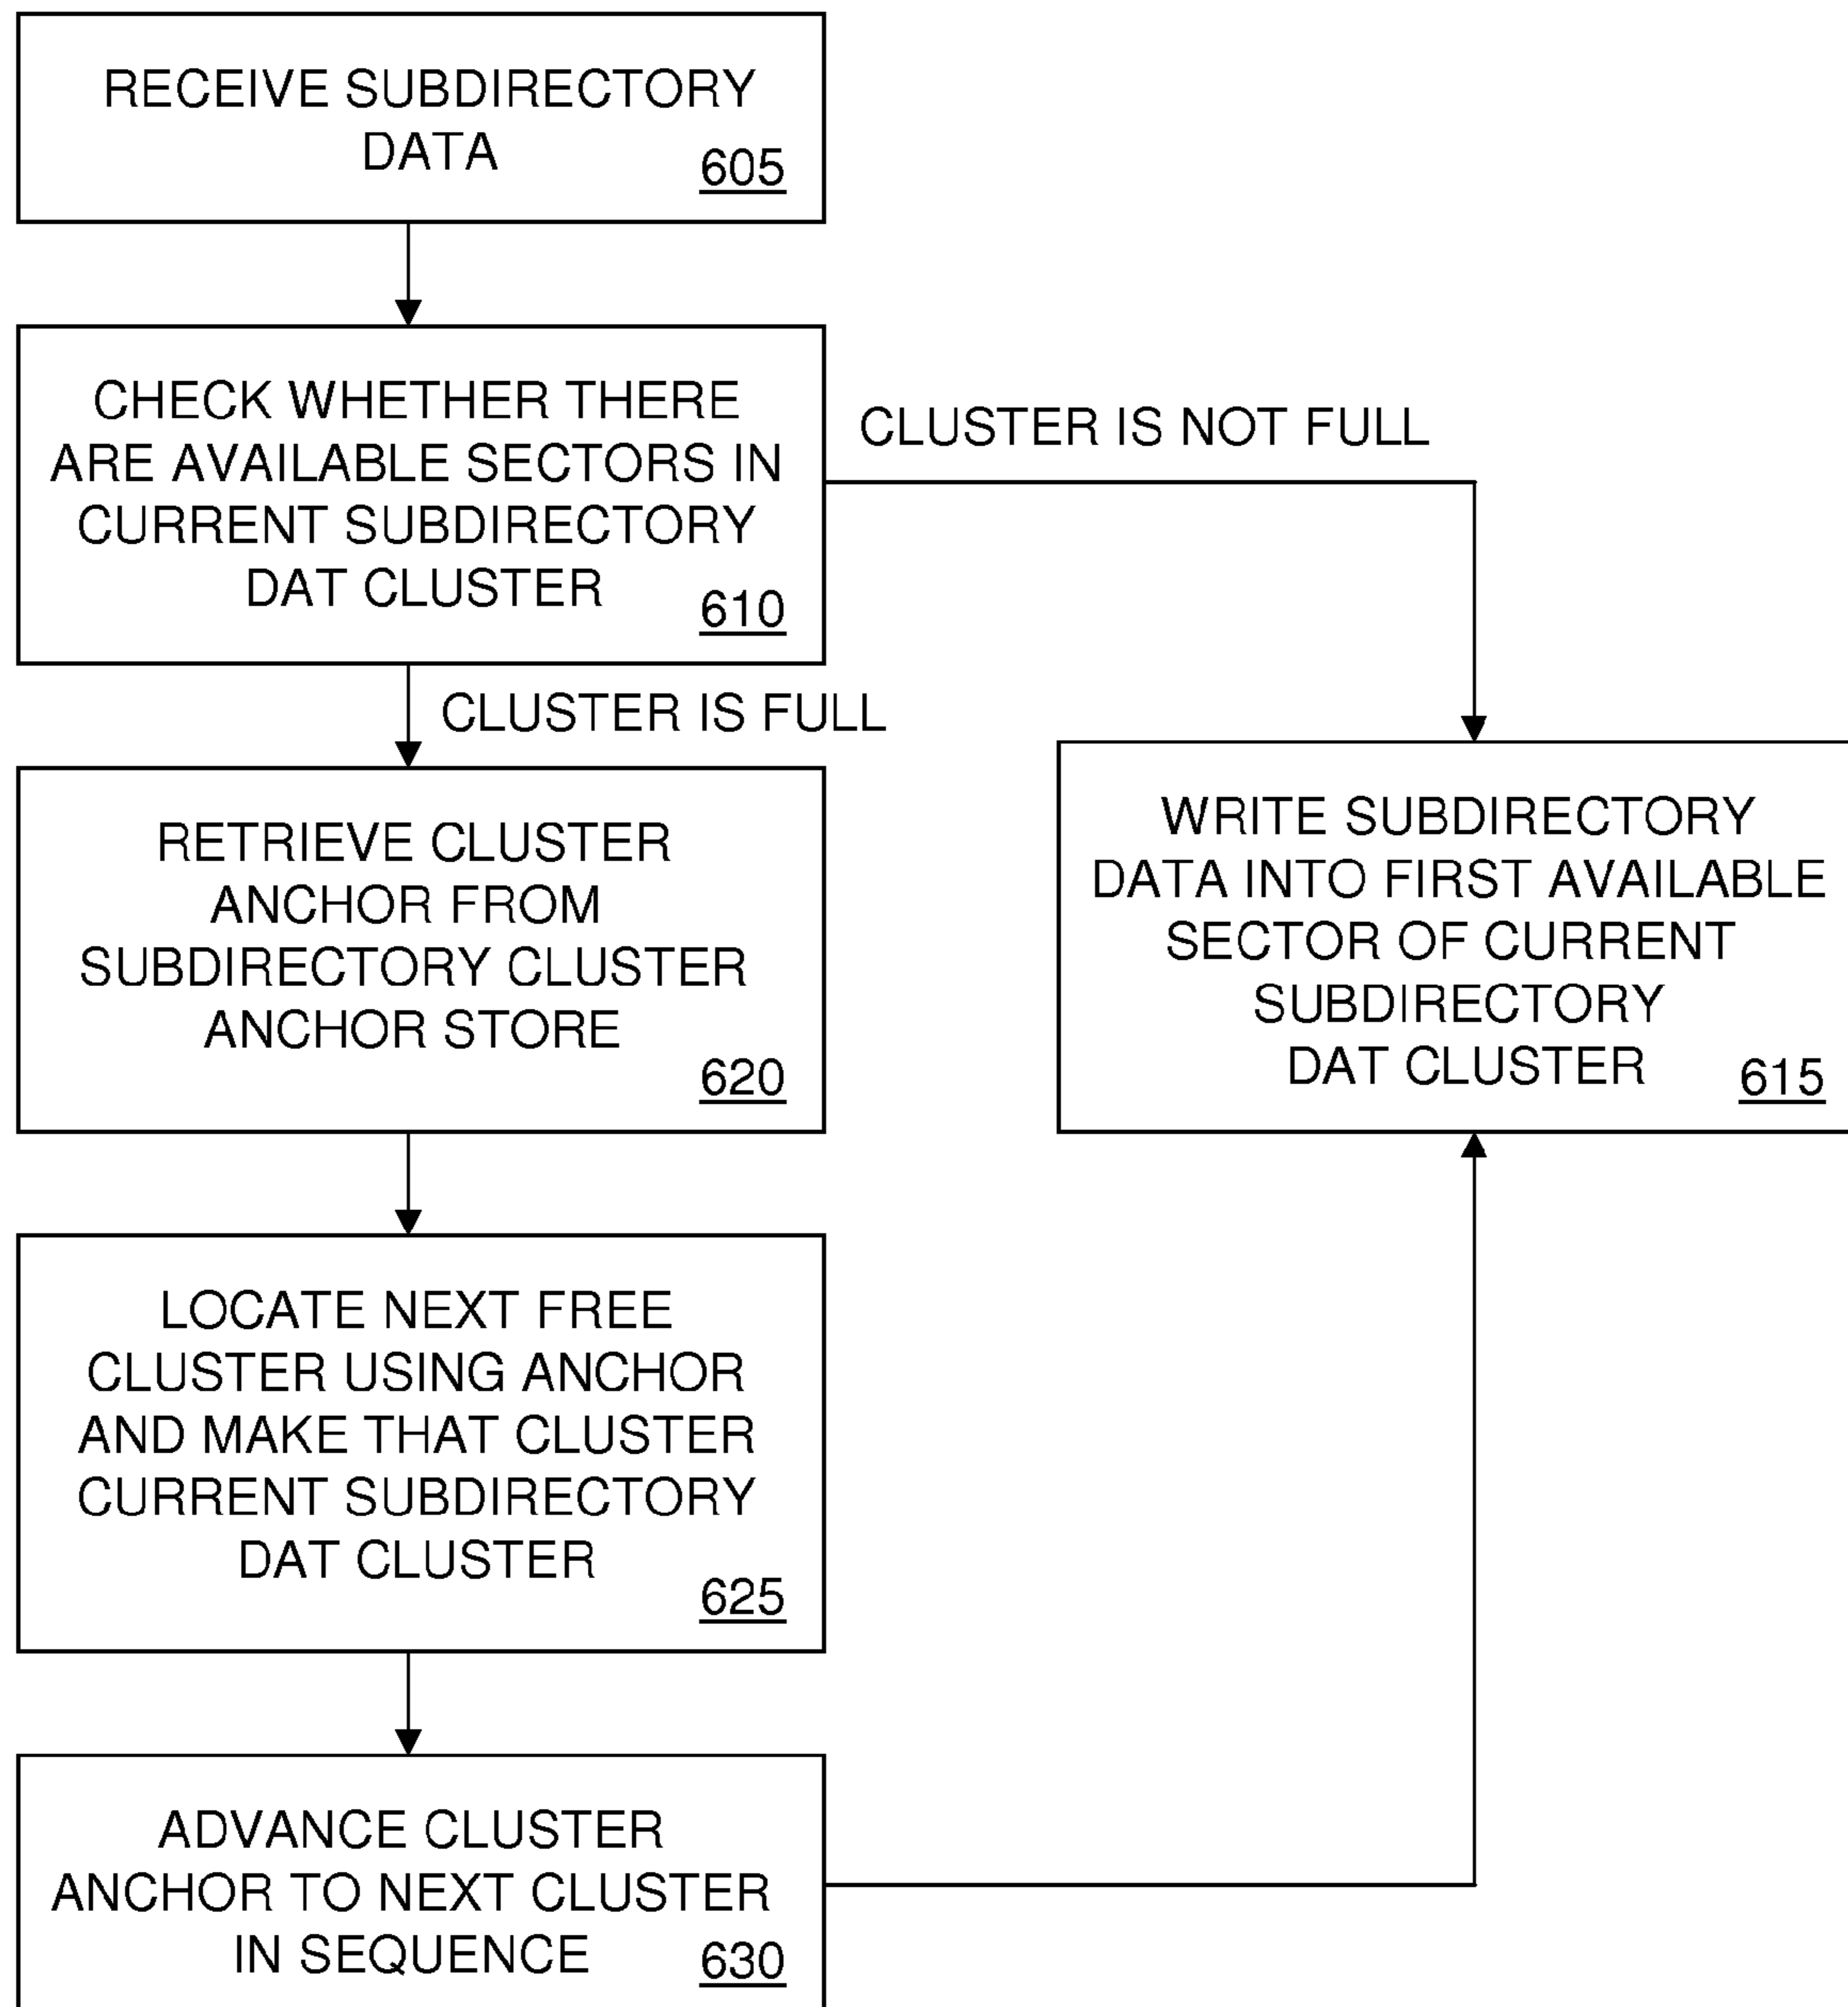 RECEIVE SUBDIRECTORY
DATA
605
CHECK WHETHER THERE
ARE AVAILABLE SECTORS IN
CURRENT SUBDIRECTORY
DAT CLUSTER
610
CLUSTER IS NOT FULL
CLUSTER IS FULL
RETRIEVE CLUSTER
ANCHOR FROM
SUBDIRECTORY CLUSTER
ANCHOR STORE
620
WRITE SUBDIRECTORY
DATA INTO FIRST AVAILABLE
SECTOR OF CURRENT
SUBDIRECTORY
DAT CLUSTER
615
LOCATE NEXT FREE
CLUSTER USING ANCHOR
AND MAKE THAT CLUSTER
CURRENT SUBDIRECTORY
DAT CLUSTER
625
ADVANCE CLUSTER
ANCHOR TO NEXT CLUSTER
IN SEQUENCE
630